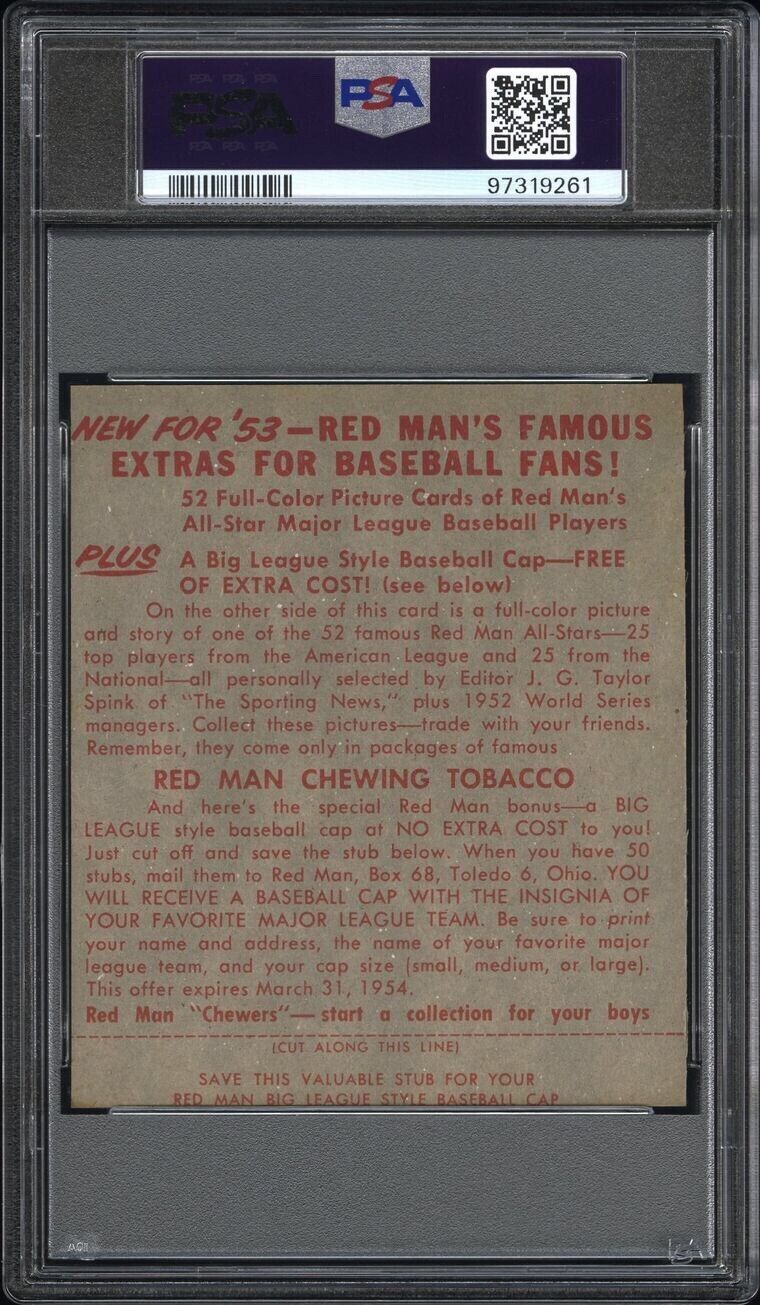 PSA PSA PSA
PSA
PSA PSA PSA
PSA
97319261
NEW FOR '53—RED MAN'S FAMOUS
EXTRAS FOR BASEBALL FANS!
52 Full-Color Picture Cards of Red Man's
All-Star Major League Baseball Players
PLUS A Big League Style Baseball Cap—FREE
OF EXTRA COST! (see below)
On the other side of this card is a full-color picture
and story of one of the 52 famous Red Man All-Stars—25
top players from the American League and 25 from the
National—all personally selected by Editor J. G. Taylor
Spink of "The Sporting News," plus 1952 World Series
managers. Collect these pictures—trade with your friends.
Remember, they come only in packages of famous
RED MAN CHEWING TOBACCO
And here's the special Red Man bonus—a BIG
LEAGUE style baseball cap at NO EXTRA COST to you!
Just cut off and save the stub below. When you have 50
stubs, mail them to Red Man, Box 68, Toledo 6, Ohio. YOU
WILL RECEIVE A BASEBALL CAP WITH THE INSIGNIA OF
YOUR FAVORITE MAJOR LEAGUE TEAM. Be sure to print
your name and address, the name of your favorite major
league team, and your cap size (small, medium, or large).
This offer expires March 31, 1954.
Red Man "Chewers"—start a collection for your boys
(CUT ALONG THIS LINE)
SAVE THIS VALUABLE STUB FOR YOUR
RED MAN BIG LEAGUE STYLE BASEBALL CAP